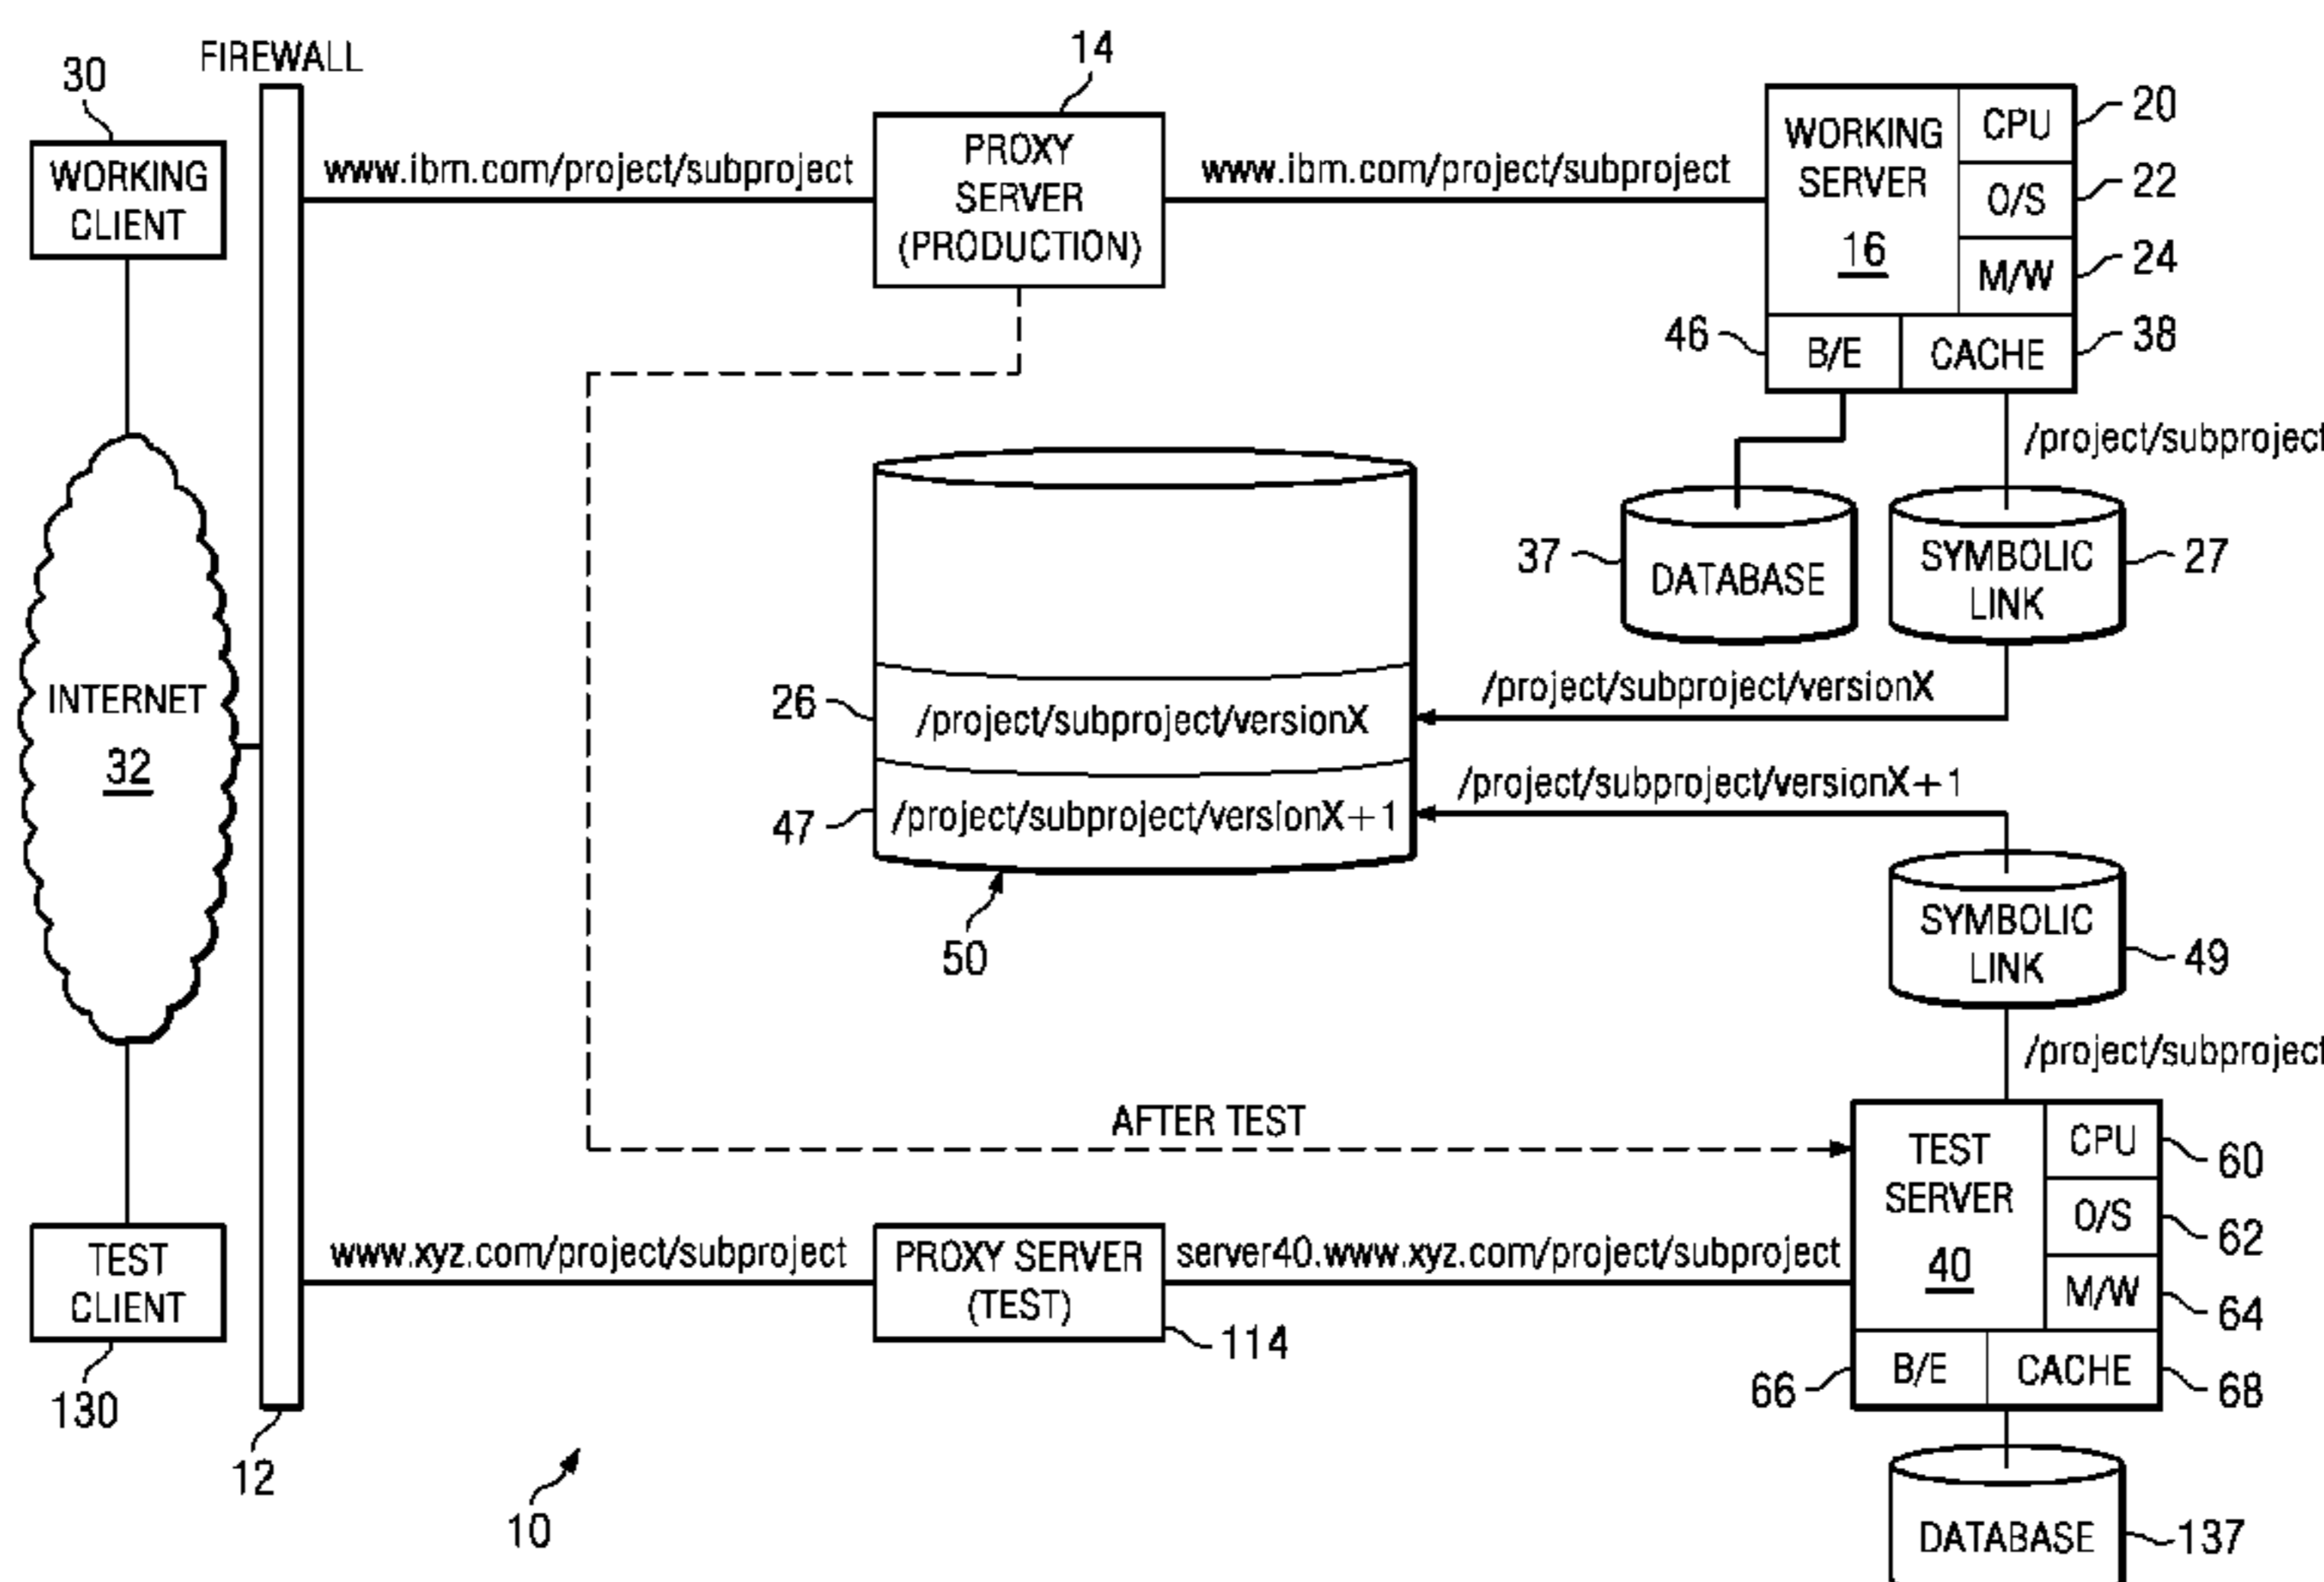 FIREWALL
30
WORKING
CLIENT
INTERNET
32
TEST
CLIENT
130
12
10
www.ibm.com/project/subproject
14
PROXY
SERVER
(PRODUCTION)
www.ibm.com/project/subproject
WORKING
SERVER
16
CPU
20
O/S
22
M/W
24
46
B/E
CACHE
38
/project/subproject
37
DATABASE
SYMBOLIC
LINK
27
/project/subproject/versionX
26
/project/subproject/versionX
/project/subproject/versionX+1
47
/project/subproject/versionX+1
50
SYMBOLIC
LINK
49
/project/subproject
AFTER TEST
www.xyz.com/project/subproject
PROXY SERVER
(TEST)
114
server40.www.xyz.com/project/subproject
TEST
SERVER
40
CPU
60
O/S
62
M/W
64
66
B/E
CACHE
68
DATABASE
137